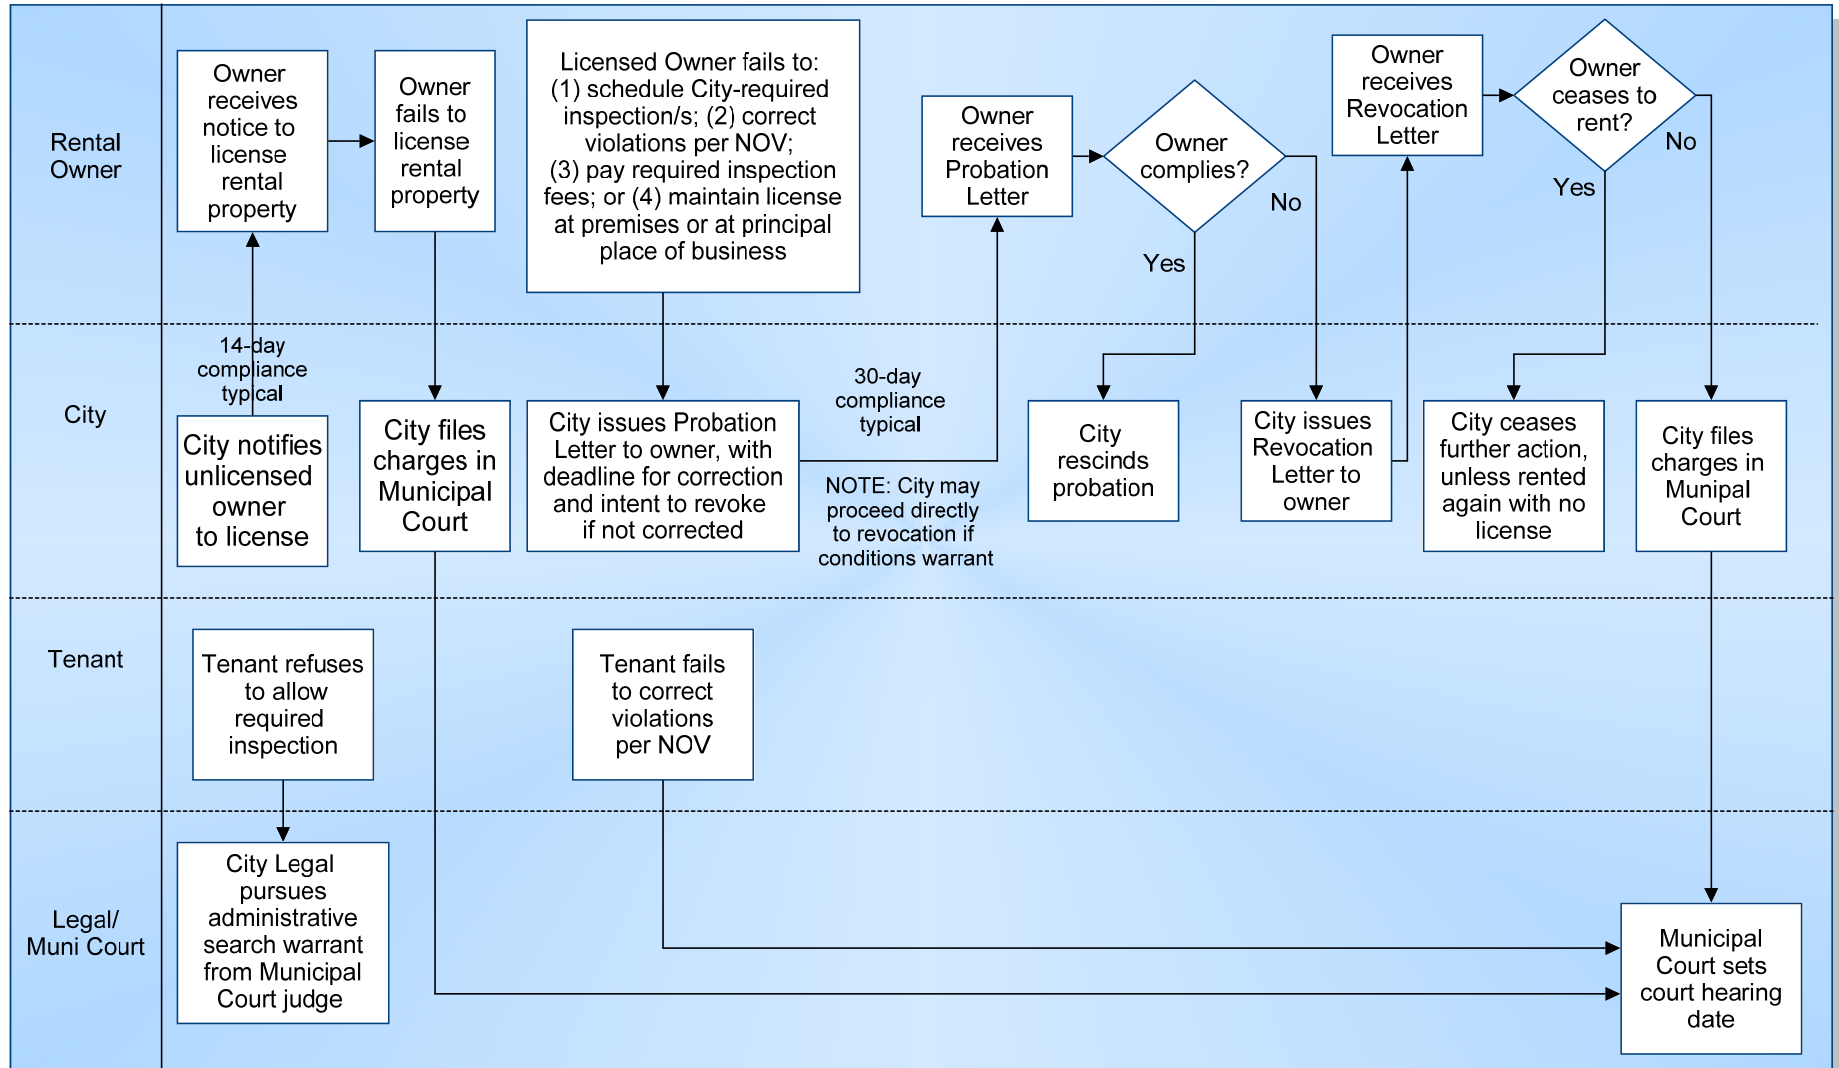 Rental
Owner
Owner
receives
notice to
license
rental
property
Owner
fails to
license
rental
property
Licensed Owner fails to:
(1) schedule City-required
inspection/s; (2) correct
violations per NOV;
(3) pay required inspection
fees; or (4) maintain license
at premises or at principal
place of business
Owner
receives
Probation
Letter
Owner
complies?
No
Yes
Owner
receives
Revocation
Letter
Owner
ceases to
rent?
No
Yes
City
14-day
compliance
typical
City notifies
unlicensed
owner
to license
City files
charges in
Municipal
Court
City issues Probation
Letter to owner, with
deadline for correction
and intent to revoke
if not corrected
30-day
compliance
typical
NOTE: City may
proceed directly
to revocation if
conditions warrant
City
rescinds
probation
City issues
Revocation
Letter to
owner
City ceases
further action,
unless rented
again with no
license
City files
charges in
Munipal
Court
Tenant
Tenant refuses
to allow
required
inspection
Tenant fails
to correct
violations
per NOV
Legal/
Muni Court
City Legal
pursues
administrative
search warrant
from Municipal
Court judge
Municipal
Court sets
court hearing
date